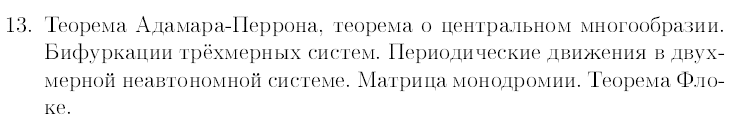 13. Теорема Адамара-Перрона, теорема о центральном многообразии.
Бифуркации трёхмерных систем. Периодические движения в двух-
мерной неавтономной системе. Матрица монодромии. Теорема Фло-
ке.